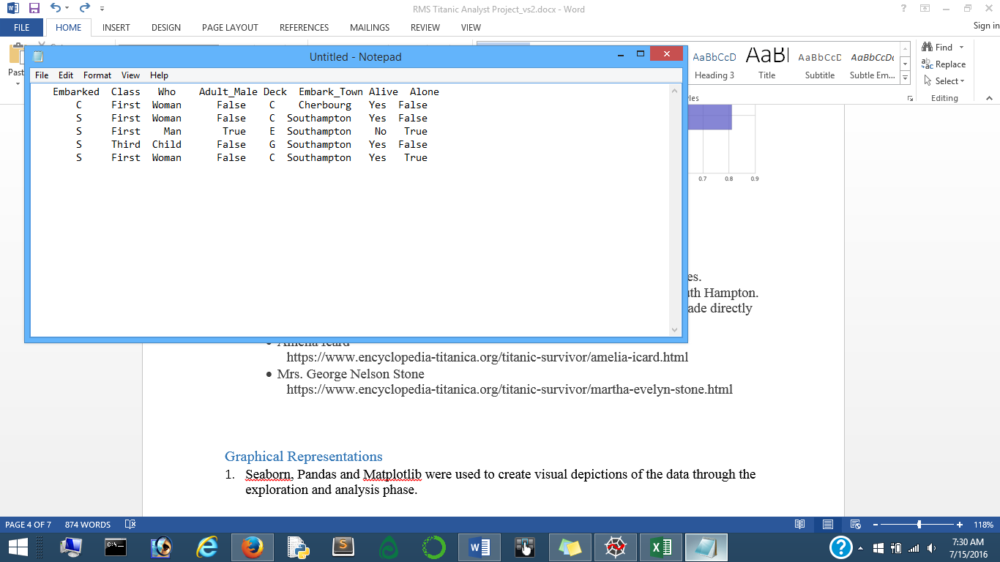 RMS Titanic Analyst Project_vs2.docx - Word
Sign in
FILE HOME INSERT DESIGN PAGE LAYOUT REFERENCES MAILINGS REVIEW VIEW
Untitled - Notepad
File Edit Format View Help
Embarked Class Who Adult_Male Deck Embark_Town Alive Alone
C First Woman False C Cherbourg Yes False
S First Woman False C Southampton Yes False
S First Man True E Southampton No True
S Third Child False G Southampton Yes False
S First Woman False C Southampton Yes True
Past
AaBbCcD AaBl AaBbCcD AaBbCcDc
Heading 3 Title Subtitle Subtle Em...
Find
Replace
Select
les
Editing
0.7 0.8 0.9
es.
uth Hampton.
ade directly
Amelia Icard
https://www.encyclopedia-titanica.org/titanic-survivor/amelia-icard.html
Mrs. George Nelson Stone
https://www.encyclopedia-titanica.org/titanic-survivor/martha-evelyn-stone.html
Graphical Representations
1. Seaborn, Pandas and Matplotlib were used to create visual depictions of the data through the
exploration and analysis phase.
PAGE 4 OF 7 874 WORDS
118%
7:30 AM
7/15/2016